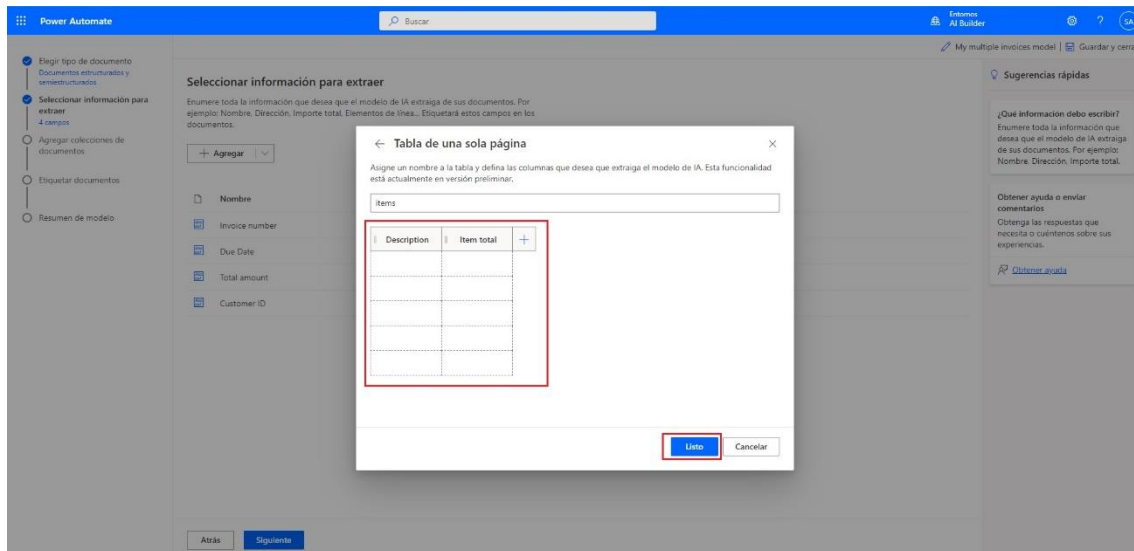 Power Automate
Buscar
Entornos
AI Builder
SA
My multiple invoices model
Guardar y cerra
Elegir tipo de documento
Documentos estructurados y
semiestructurados
Seleccionar información para
extraer
4 campos
Agregar colecciones de
documentos
Etiquetar documentos
Resumen de modelo
Seleccionar información para extraer
Enumere toda la información que desea que el modelo de IA extraiga de sus documentos. Por
ejemplo: Nombre, Dirección, Importe total, Elementos de línea... Etiquetará estos campos en los
documentos.
Agregar
Nombre
Invoice number
Due Date
Total amount
Customer ID
Tabla de una sola página
Asigne un nombre a la tabla y defina las columnas que desea que extraiga el modelo de IA. Esta funcionalidad
está actualmente en versión preliminar.
items
Description
Item total
Listo
Cancelar
Sugerencias rápidas
¿Qué información debo escribir?
Enumere toda la información que
desea que el modelo de IA extraiga
de sus documentos. Por ejemplo:
Nombre, Dirección, Importe total.
Obtener ayuda o enviar
comentarios
Obtenga las respuestas que
necesita o cuéntenos sobre sus
experiencias.
Obtener ayuda
Atrás
Siguiente